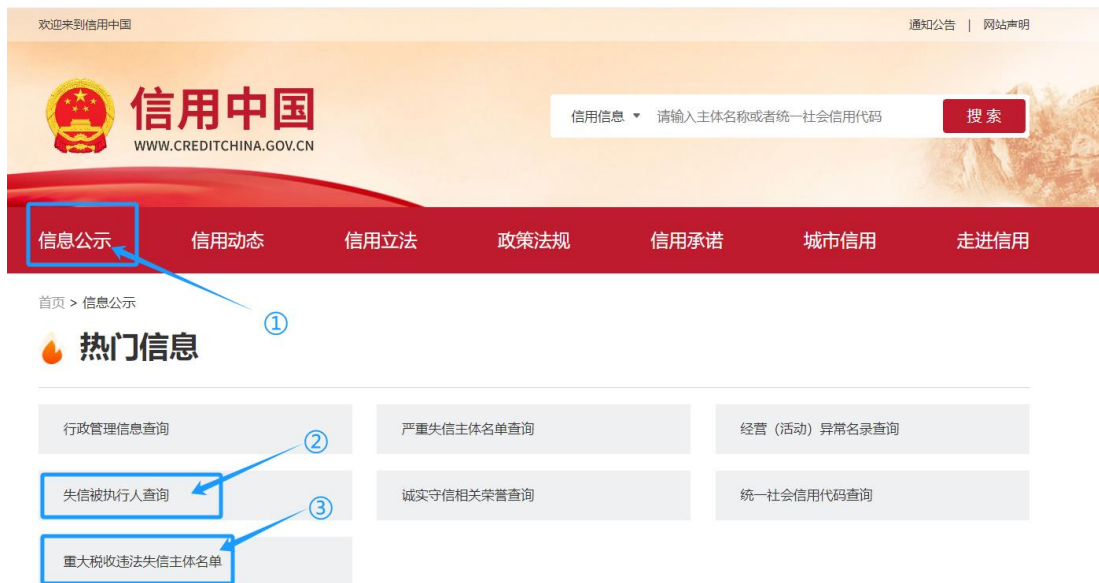 欢迎来到信用中国
通知公告 | 网站声明
信用中国
WWW.CREDITCHINA.GOV.CN
信用信息 请输入主体名称或者统一社会信用代码 搜索
信息公示 信用动态 信用立法 政策法规 信用承诺 城市信用 走进信用
首页 > 信息公示
①
热门信息
行政管理信息查询 严重失信主体名单查询 经营（活动）异常名录查询
②
失信被执行人查询 诚实守信相关荣誉查询 统一社会信用代码查询
③
重大税收违法失信主体名单